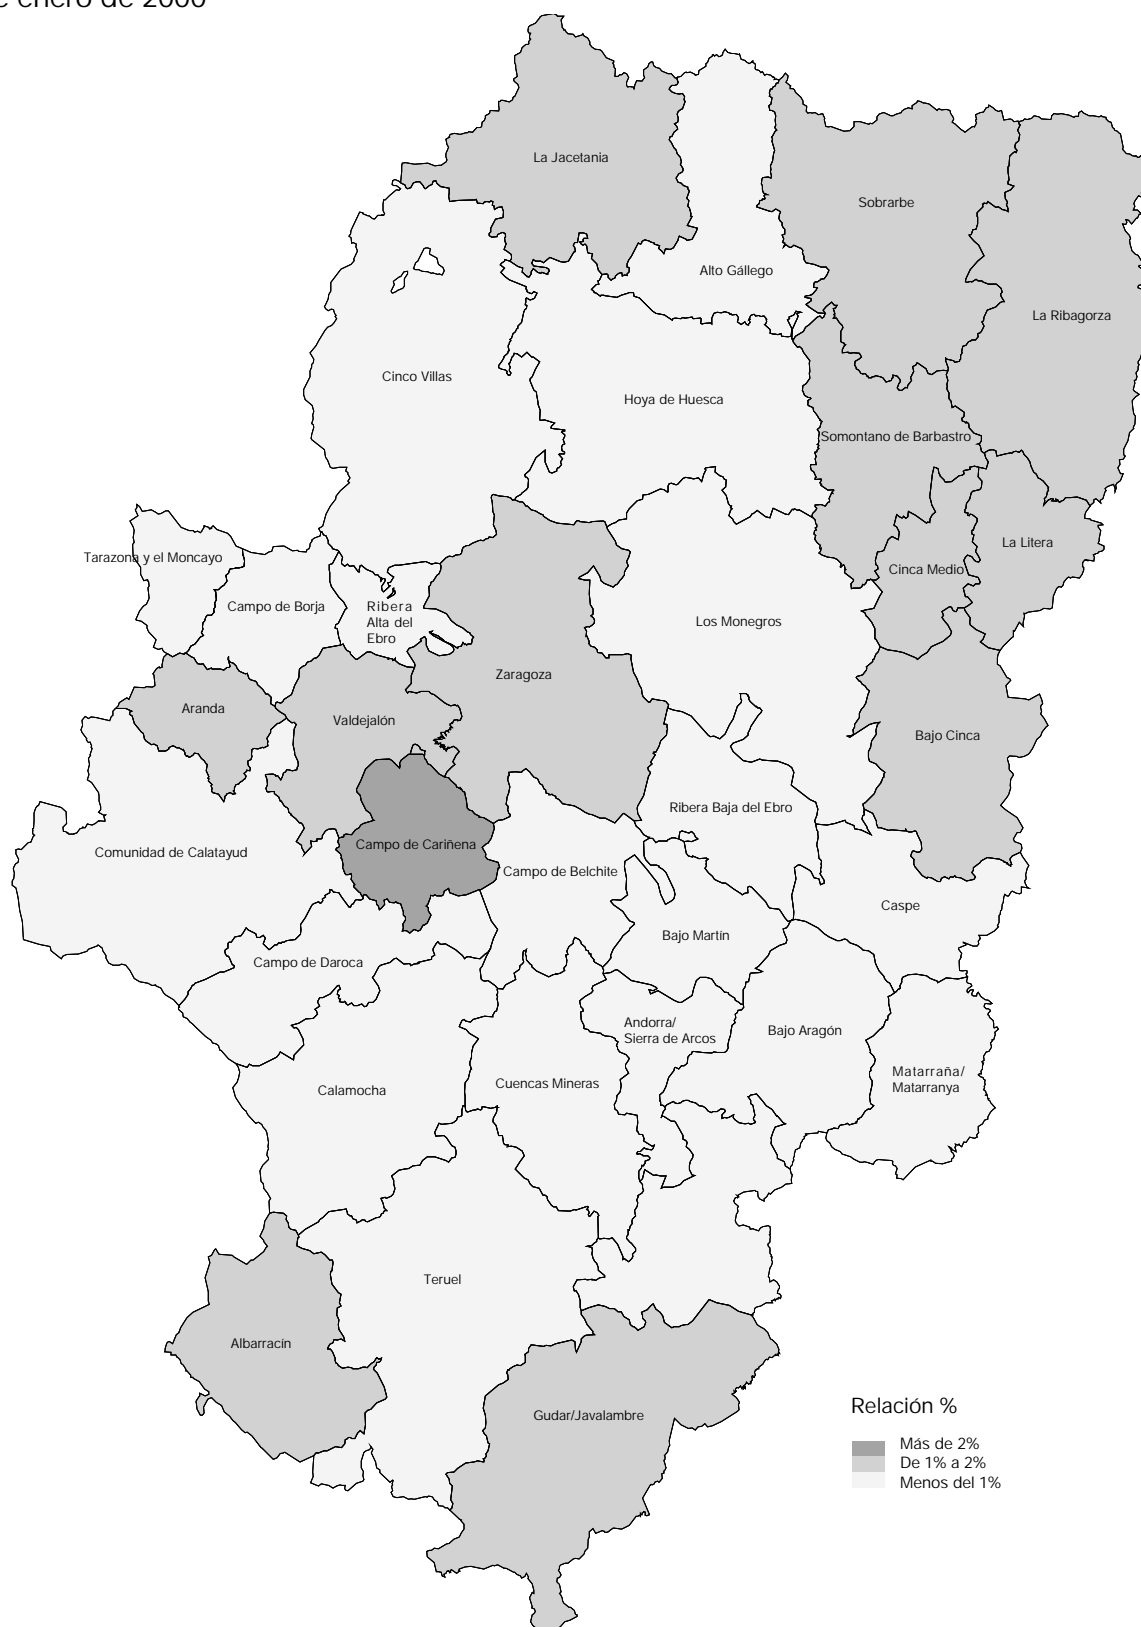 de enero de 2000
La Jacetania
Sobrarbe
Alto Gállego
La Ribagorza
Cinco Villas
Hoya de Huesca
Somontano de Barbastro
La Litera
Tarazona y el Moncayo
Cinca Medio
Campo de Borja
Ribera
Alta del
Ebro
Los Monegros
Zaragoza
Aranda
Valdejalón
Bajo Cinca
Ribera Baja del Ebro
Campo de Cariñena
Comunidad de Calatayud
Campo de Belchite
Caspe
Bajo Martín
Campo de Daroca
Andorra/
Sierra de Arcos
Bajo Aragón
Matarraña/
Matarranya
Cuencas Mineras
Calamocha
Teruel
Albarracín
Gudar/Javalambre
Relación %
Más de 2%
De 1% a 2%
Menos del 1%